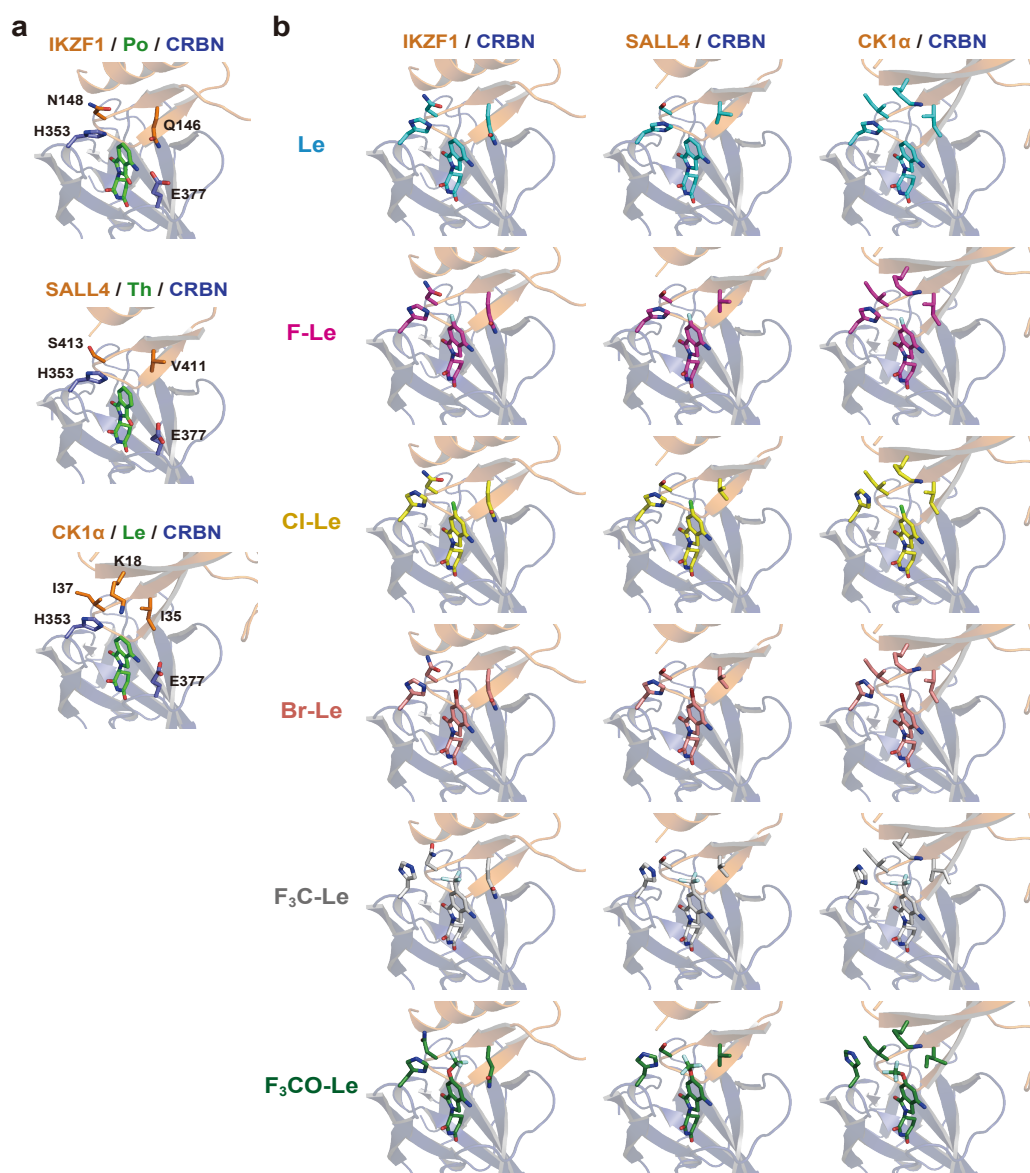 a
IKZF1 / Po / CRBN
N148
H353
Q146
E377
SALL4 / Th / CRBN
S413
H353
V411
E377
CK1α / Le / CRBN
K18
I37
H353
I35
E377
b
IKZF1 / CRBN
SALL4 / CRBN
CK1α / CRBN
Le
F-Le
Cl-Le
Br-Le
F₃C-Le
F₃CO-Le